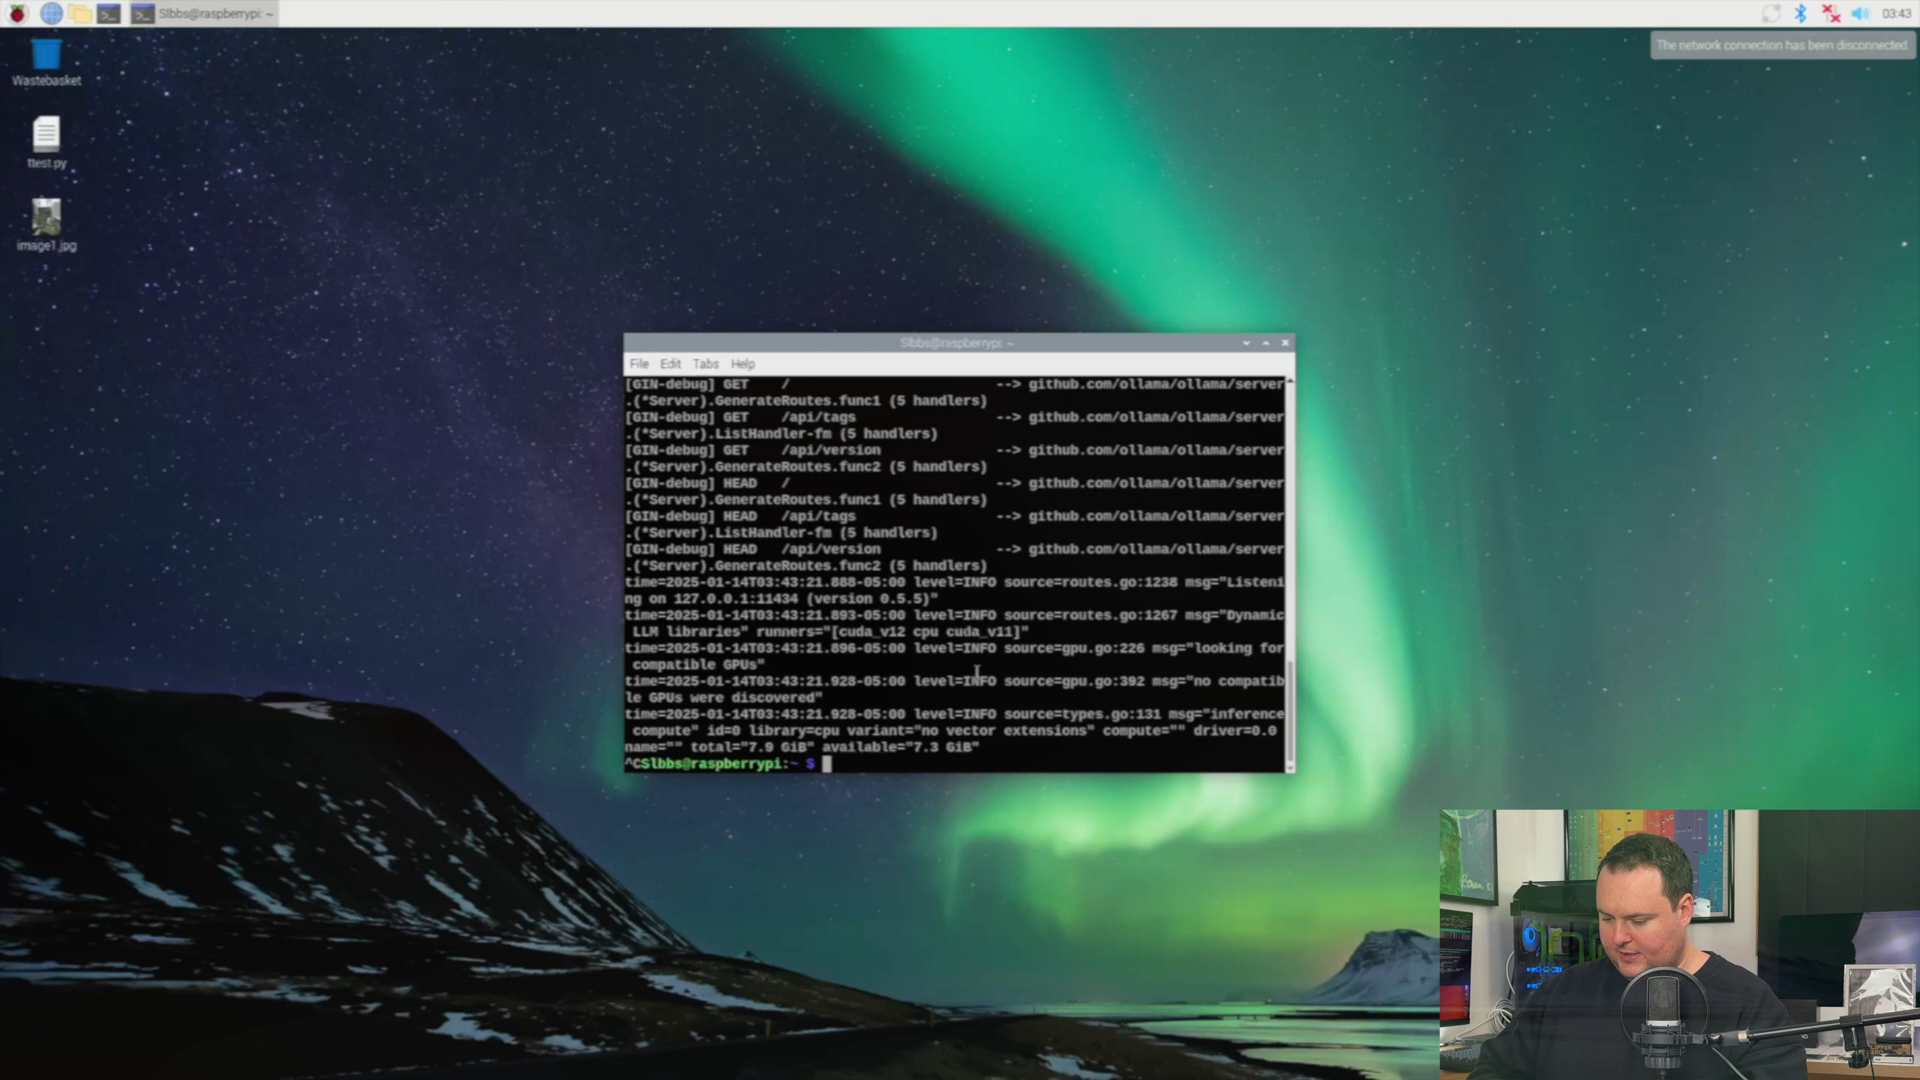 Slbbs@raspberrypi: ~
03:43
The network connection has been disconnected
Wastebasket
ttest.py
image1.jpg
Slbbs@raspberrypi: ~
File Edit Tabs Help
[GIN-debug] GET / --> github.com/ollama/ollama/server
.(*Server).GenerateRoutes.func1 (5 handlers)
[GIN-debug] GET /api/tags --> github.com/ollama/ollama/server
.(*Server).ListHandler-fm (5 handlers)
[GIN-debug] GET /api/version --> github.com/ollama/ollama/server
.(*Server).GenerateRoutes.func2 (5 handlers)
[GIN-debug] HEAD / --> github.com/ollama/ollama/server
.(*Server).GenerateRoutes.func1 (5 handlers)
[GIN-debug] HEAD /api/tags --> github.com/ollama/ollama/server
.(*Server).ListHandler-fm (5 handlers)
[GIN-debug] HEAD /api/version --> github.com/ollama/ollama/server
.(*Server).GenerateRoutes.func2 (5 handlers)
time=2025-01-14T03:43:21.888-05:00 level=INFO source=routes.go:1238 msg="Listeni
ng on 127.0.0.1:11434 (version 0.5.5)"
time=2025-01-14T03:43:21.893-05:00 level=INFO source=routes.go:1267 msg="Dynamic
LLM libraries" runners="[cuda_v12 cpu cuda_v11]"
time=2025-01-14T03:43:21.896-05:00 level=INFO source=gpu.go:226 msg="looking for
compatible GPUs"
time=2025-01-14T03:43:21.928-05:00 level=INFO source=gpu.go:392 msg="no compatib
le GPUs were discovered"
time=2025-01-14T03:43:21.928-05:00 level=INFO source=types.go:131 msg="inference
compute" id=0 library=cpu variant="no vector extensions" compute="" driver=0.0
name="" total="7.9 GiB" available="7.3 GiB"
^CSlbbs@raspberrypi:~ $